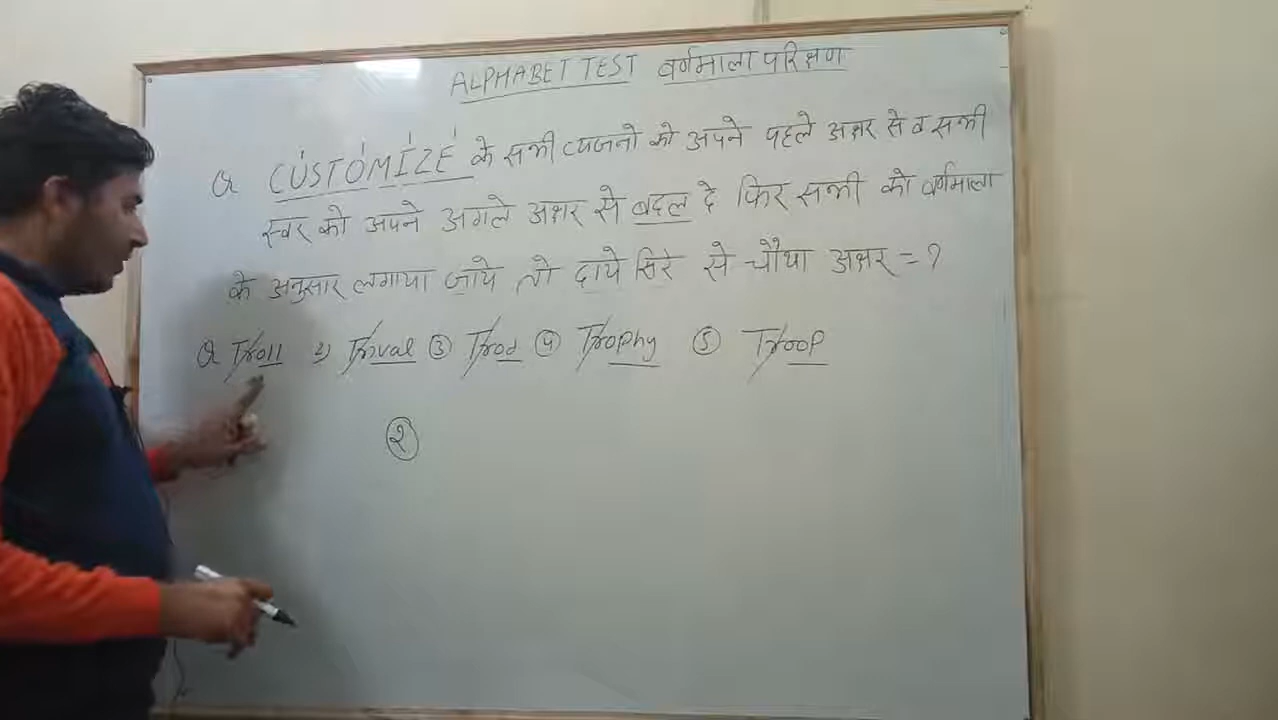 ALPHABET TEST वर्णमाला परिक्षण
Q CUSTOMIZE के सभी व्यजनो को अपने पहले अक्षर से व सभी
स्वर को अपने अगले अक्षर से बदल दे फिर सभी को वर्णमाला
के अनुसार लगाया जाये तो दाये सिरे से चौथा अक्षर = ?
Q Troll 2) Trival ③ Trod ④ Trophy ⑤ Troop
②